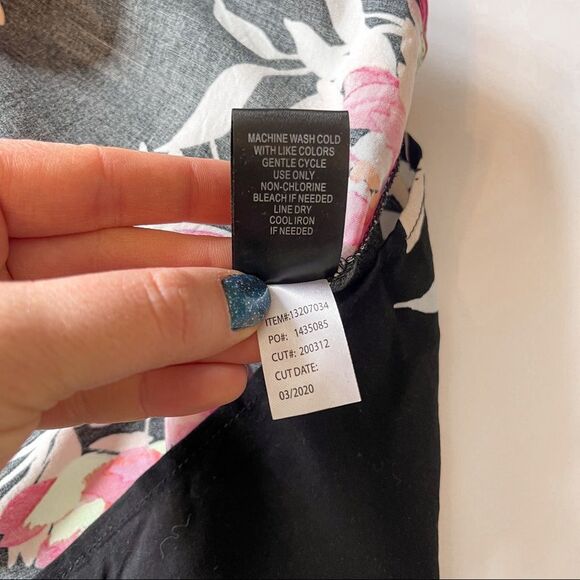 MACHINE WASH COLD
WITH LIKE COLORS
GENTLE CYCLE
USE ONLY
NON-CHLORINE
BLEACH IF NEEDED
LINE DRY
COOL IRON
IF NEEDED
ITEM#:13207034
PO#: 1435085
CUT#: 200312
CUT DATE:
03/2020